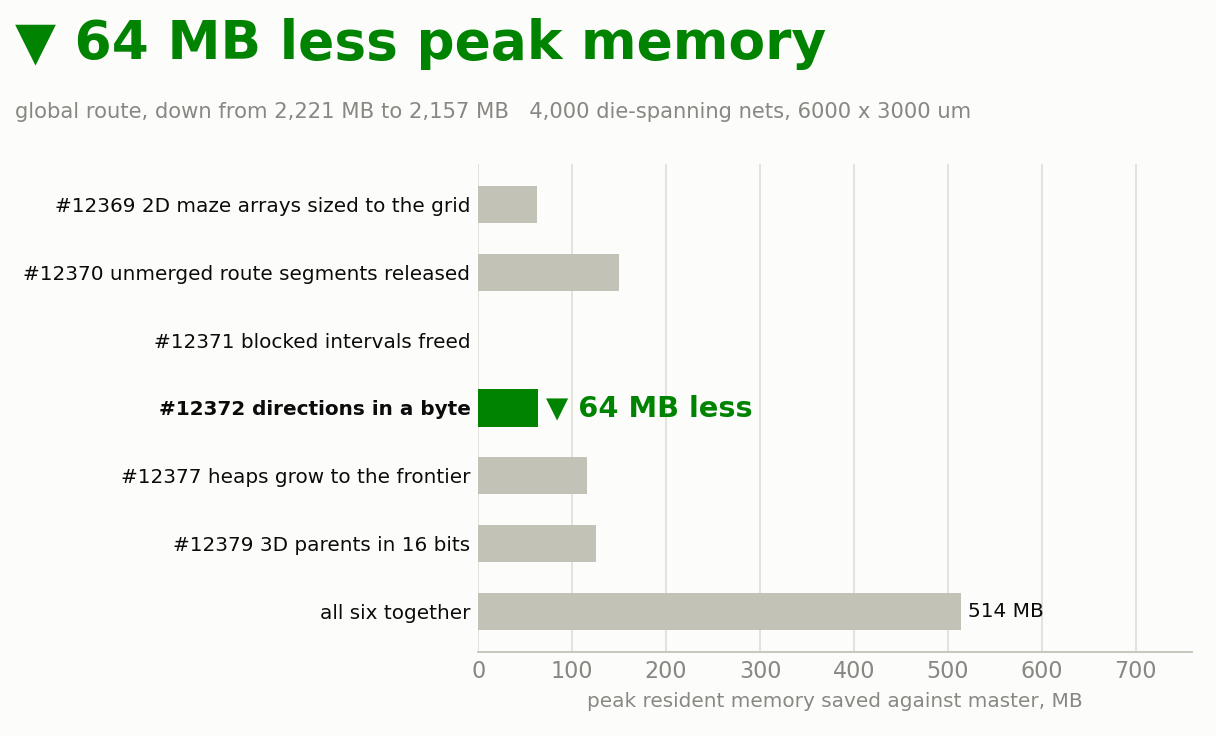 ▼ 64 MB less peak memory
global route, down from 2,221 MB to 2,157 MB   4,000 die-spanning nets, 6000 x 3000 um
#12369 2D maze arrays sized to the grid
#12370 unmerged route segments released
#12371 blocked intervals freed
#12372 directions in a byte ▼ 64 MB less
#12377 heaps grow to the frontier
#12379 3D parents in 16 bits
all six together 514 MB
0 100 200 300 400 500 600 700
peak resident memory saved against master, MB